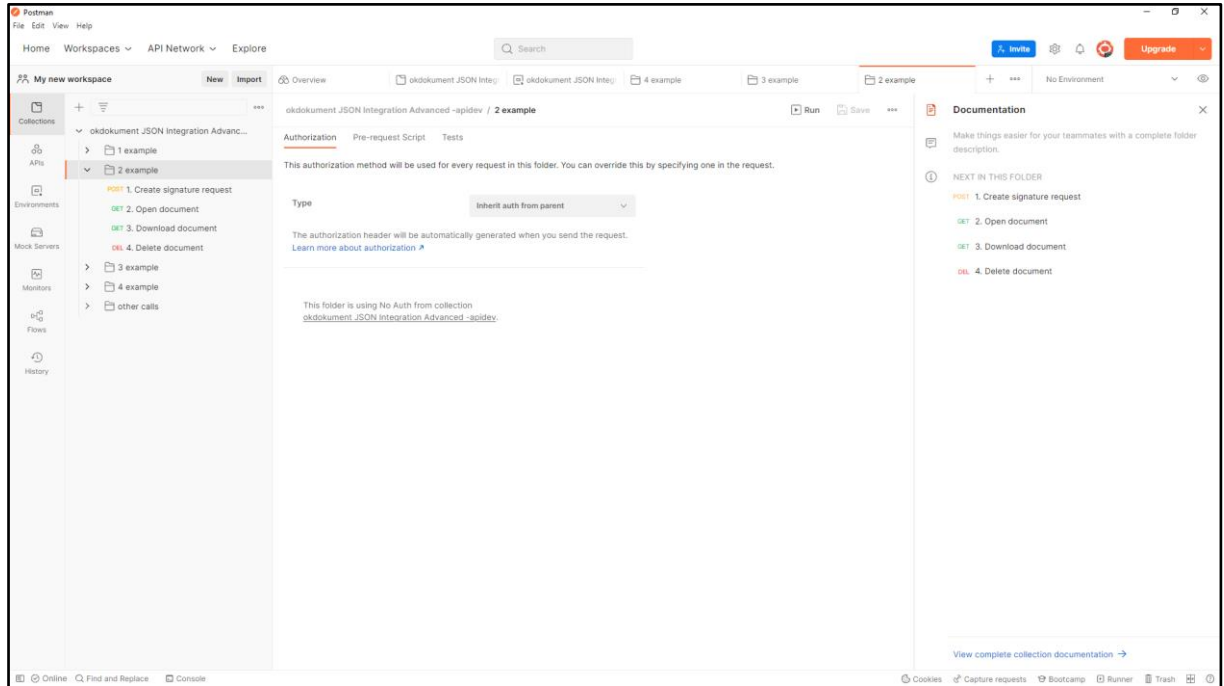 Postman
File Edit View Help
Home Workspaces API Network Explore
Search
Invite
Upgrade
My new workspace
New Import
Overview
okdokument JSON Integ
okdokument JSON Integ
4 example
3 example
2 example
No Environment
Collections
APIs
Environments
Mock Servers
Monitors
Flows
History
okdokument JSON Integration Advanc...
1 example
2 example
POST 1. Create signature request
GET 2. Open document
GET 3. Download document
DEL 4. Delete document
3 example
4 example
other calls
okdokument JSON Integration Advanced -apidev / 2 example
Run
Save
Authorization Pre-request Script Tests
This authorization method will be used for every request in this folder. You can override this by specifying one in the request.
Type
Inherit auth from parent
The authorization header will be automatically generated when you send the request.
Learn more about authorization ↗
This folder is using No Auth from collection
okdokument JSON Integration Advanced -apidev.
Documentation
Make things easier for your teammates with a complete folder
description.
NEXT IN THIS FOLDER
POST 1. Create signature request
GET 2. Open document
GET 3. Download document
DEL 4. Delete document
View complete collection documentation →
Online Find and Replace Console
Cookies Capture requests Bootcamp Runner Trash